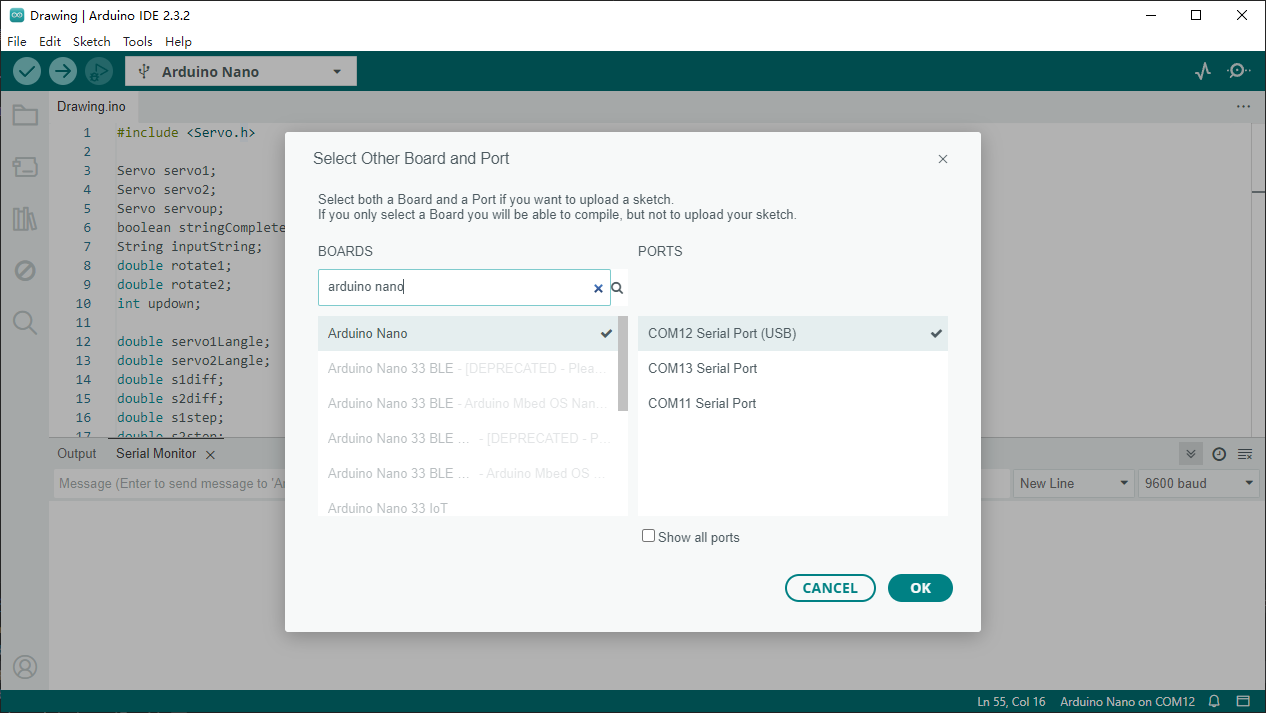 Drawing | Arduino IDE 2.3.2
File Edit Sketch Tools Help
Arduino Nano
Drawing.ino
1 #include <Servo.h>
2
3 Servo servo1;
4 Servo servo2;
5 Servo servoup;
6 boolean stringComplete
7 String inputString;
8 double rotate1;
9 double rotate2;
10 int updown;
11
12 double servo1Langle;
13 double servo2Langle;
14 double s1diff;
15 double s2diff;
16 double s1step;
17 double s2step;
Select Other Board and Port
Select both a Board and a Port if you want to upload a sketch.
If you only select a Board you will be able to compile, but not to upload your sketch.
BOARDS PORTS
arduino nano
Arduino Nano COM12 Serial Port (USB)
Arduino Nano 33 BLE - [DEPRECATED - Plea... COM13 Serial Port
Arduino Nano 33 BLE - Arduino Mbed OS Nan... COM11 Serial Port
Arduino Nano 33 BLE ... - [DEPRECATED - P...
Arduino Nano 33 BLE ... - Arduino Mbed OS ...
Arduino Nano 33 IoT
Show all ports
CANCEL OK
Output Serial Monitor
Message (Enter to send message to 'Ar New Line 9600 baud
Ln 55, Col 16 Arduino Nano on COM12